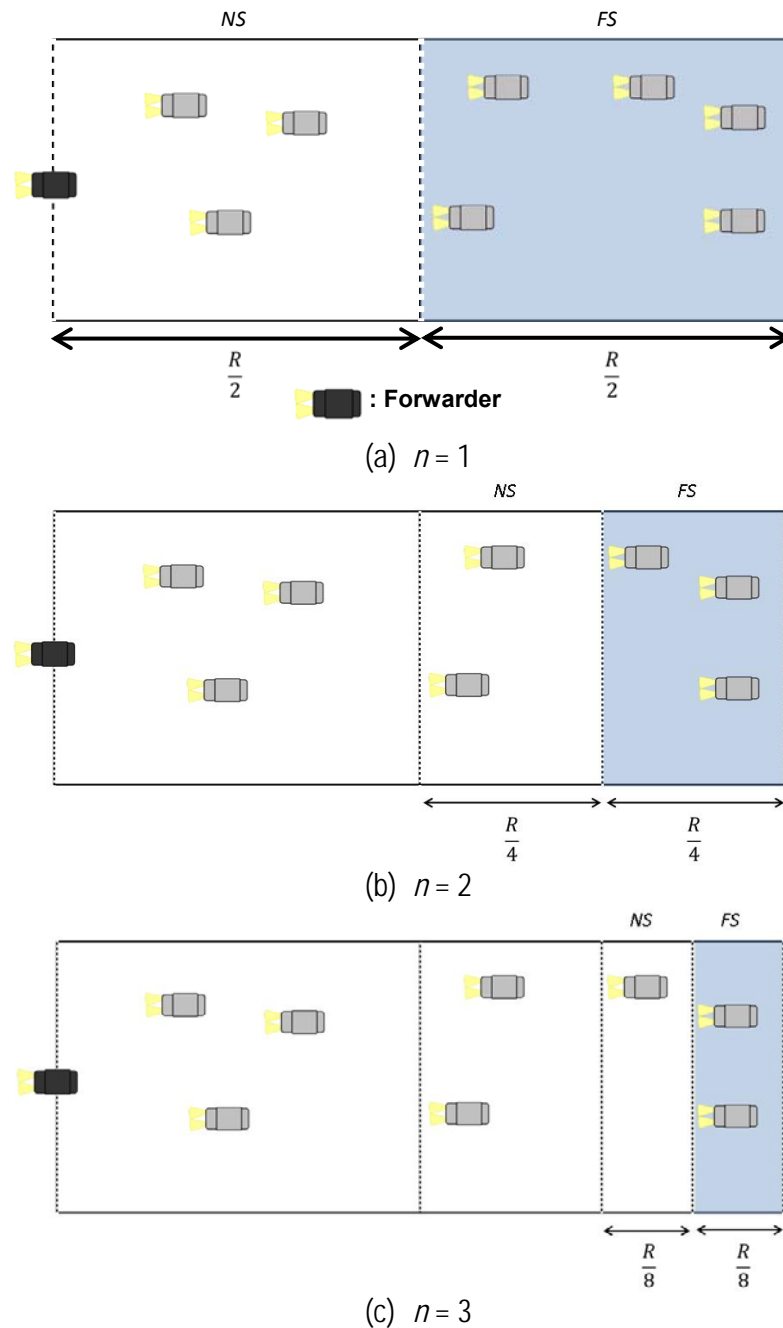 NS FS
R/2 R/2
: Forwarder
(a) n = 1
NS FS
R/4 R/4
(b) n = 2
NS FS
R/8 R/8
(c) n = 3